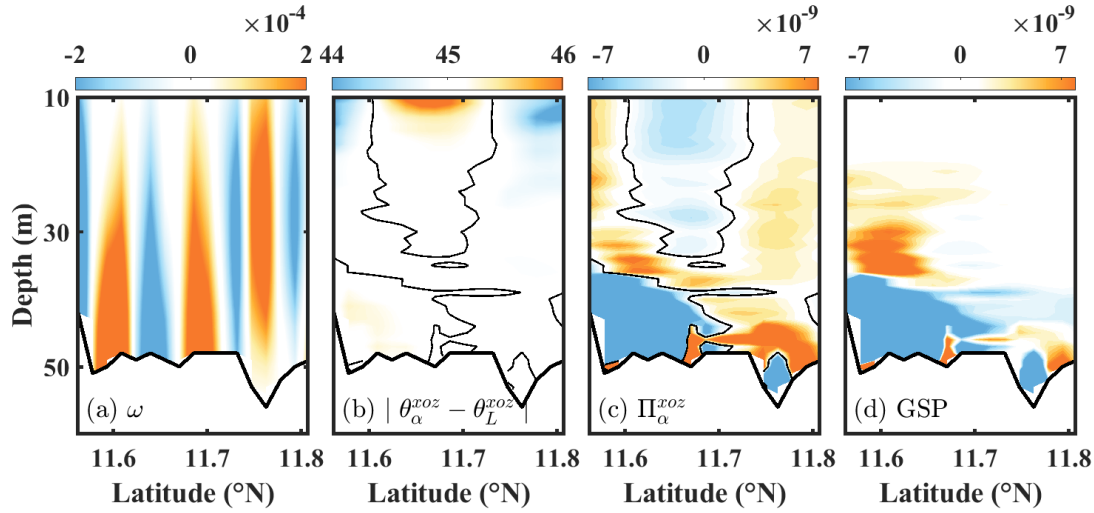 ×10⁻⁴ ×10⁻⁹ ×10⁻⁹
-2 0 2 44 45 46 -7 0 7 -7 0 7
10
30
50
Depth (m)
(a) ω (b) | θ_α^{xoz} − θ_L^{xoz} | (c) Π_α^{xoz} (d) GSP
11.6 11.7 11.8 11.6 11.7 11.8 11.6 11.7 11.8 11.6 11.7 11.8
Latitude (°N) Latitude (°N) Latitude (°N) Latitude (°N)